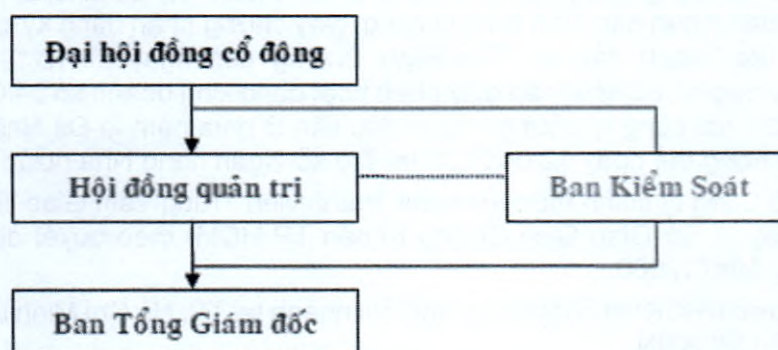 Đại hội đồng cổ đông
Hội đồng quản trị
Ban Kiểm Soát
Ban Tổng Giám đốc